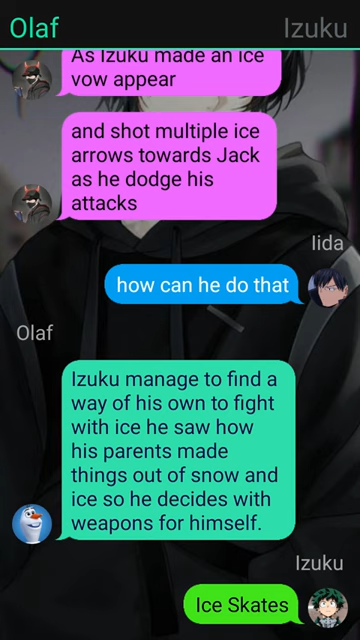 Olaf Izuku
As Izuku made an ice
vow appear
and shot multiple ice
arrows towards Jack
as he dodge his
attacks
Iida
how can he do that
Olaf
Izuku manage to find a
way of his own to fight
with ice he saw how
his parents made
things out of snow and
ice so he decides with
weapons for himself.
Izuku
Ice Skates